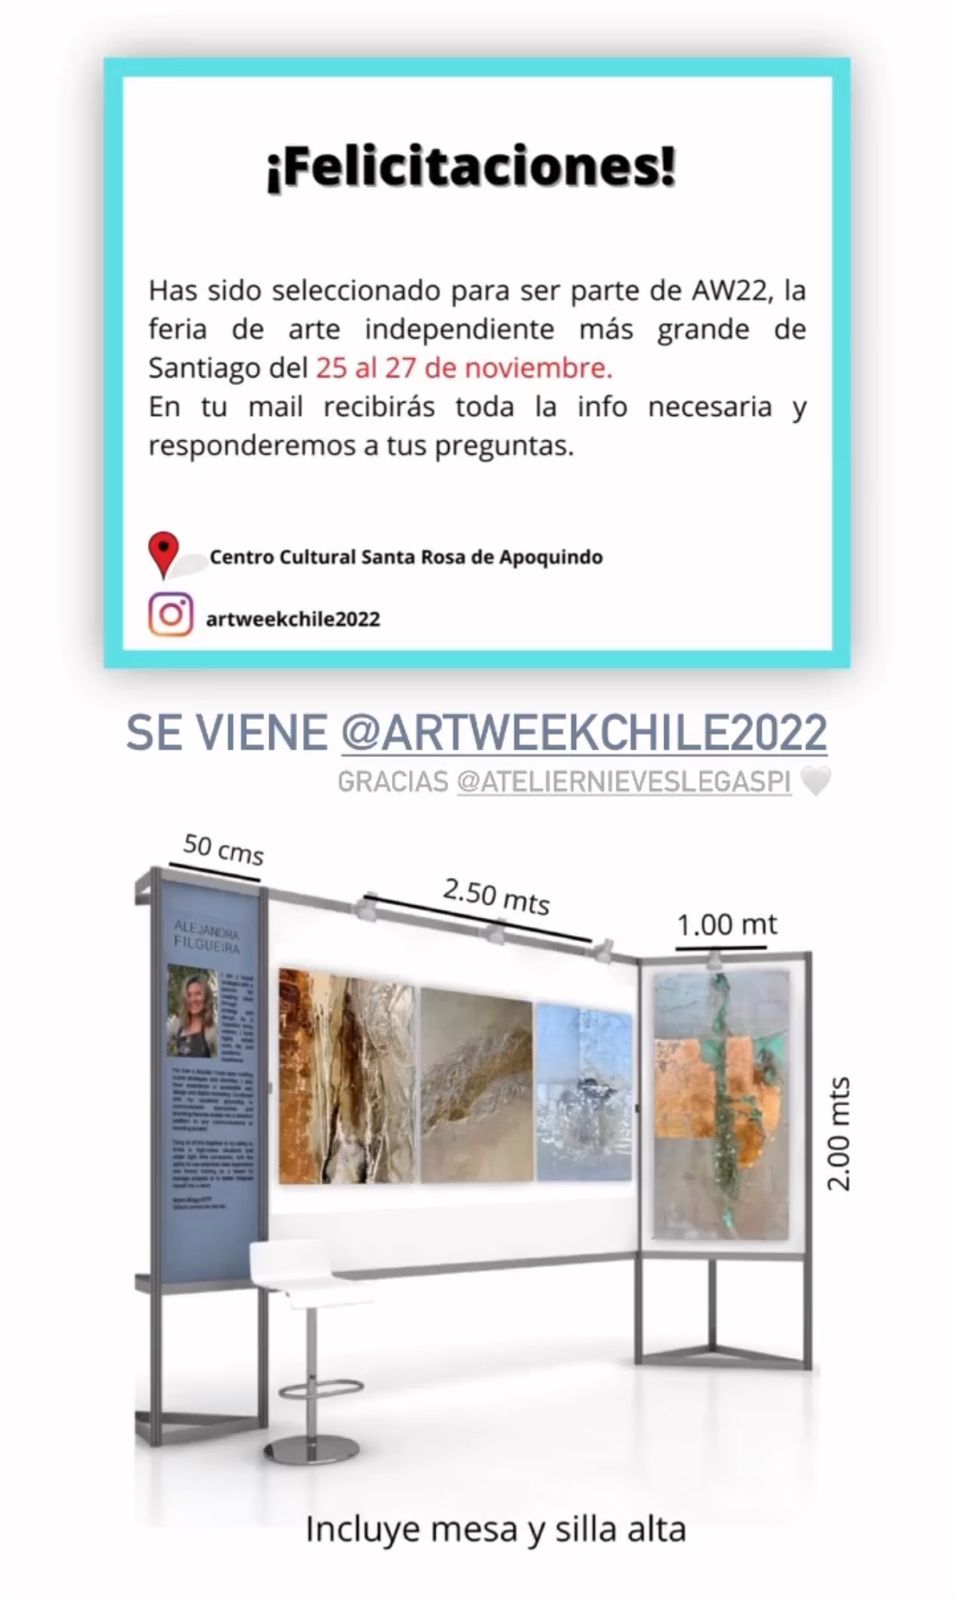 ¡Felicitaciones!
Has sido seleccionado para ser parte de AW22, la
feria de arte independiente más grande de
Santiago del 25 al 27 de noviembre.
En tu mail recibirás toda la info necesaria y
responderemos a tus preguntas.
Centro Cultural Santa Rosa de Apoquindo
artweekchile2022
SE VIENE @ARTWEEKCHILE2022
GRACIAS @ATELIERNIEVESLEGASPI
50 cms
2.50 mts
1.00 mt
ALEJANDRA
FILGUEIRA
2.00 mts
Incluye mesa y silla alta